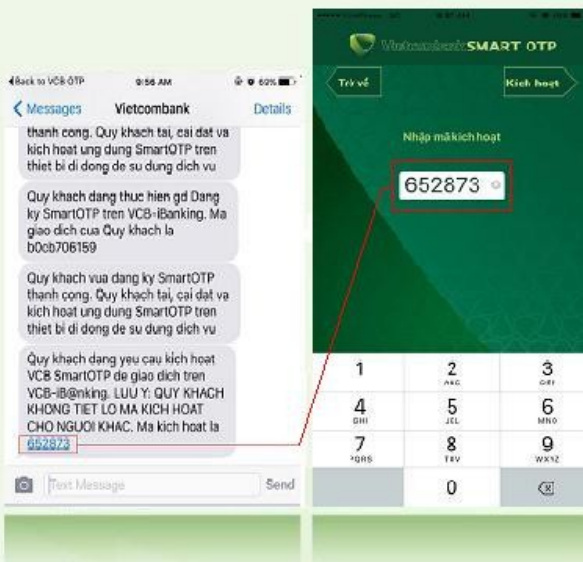 Back to VCB OTP
9:56 AM
69%
Messages
Vietcombank
Details
thanh cong. Quy khach tai, cai dat va
kich hoat ung dung SmartOTP tren
thiet bi di dong de su dung dich vu
Quy khach dang thuc hien gd Dang
ky SmartOTP tren VCB-iBanking. Ma
giao dich cua Quy khach la
b0cb706159
Quy khach vua dang ky SmartOTP
thanh cong. Quy khach tai, cai dat va
kich hoat ung dung SmartOTP tren
thiet bi di dong de su dung dich vu
Quy khach dang yeu cau kich hoat
VCB SmartOTP de giao dich tren
VCB-iB@nking. LUU Y: QUY KHACH
KHONG TIET LO MA KICH HOAT
CHO NGUOI KHAC. Ma kich hoat la
652873
Text Message
Send
Vietcombank SMART OTP
Trở về
Kích hoạt
Nhập mã kích hoạt
652873
1
2
ABC
3
DEF
4
GHI
5
JKL
6
MNO
7
PQRS
8
TUV
9
WXYZ
0